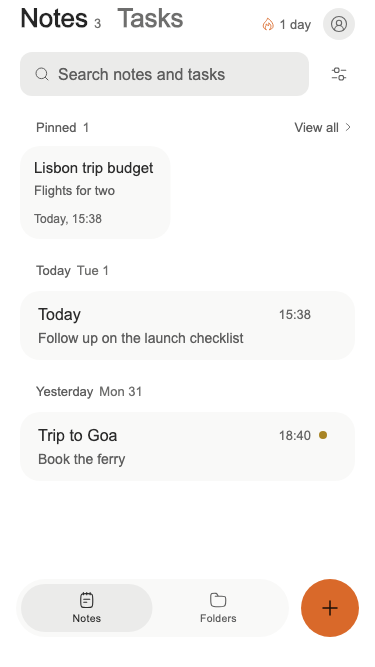 Notes 3 Tasks
1 day
Search notes and tasks
Pinned 1
View all
Lisbon trip budget
Flights for two
Today, 15:38
Today Tue 1
Today 15:38
Follow up on the launch checklist
Yesterday Mon 31
Trip to Goa 18:40
Book the ferry
Notes
Folders